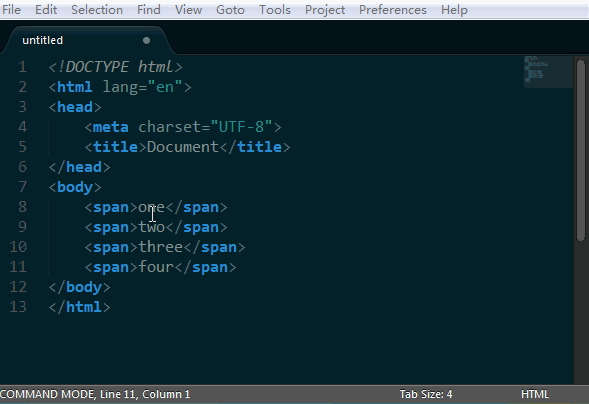 File Edit Selection Find View Goto Tools Project Preferences Help
untitled
1 <!DOCTYPE html>
2 <html lang="en">
3 <head>
4 <meta charset="UTF-8">
5 <title>Document</title>
6 </head>
7 <body>
8 <span>one</span>
9 <span>two</span>
10 <span>three</span>
11 <span>four</span>
12 </body>
13 </html>
COMMAND MODE, Line 11, Column 1 Tab Size: 4 HTML